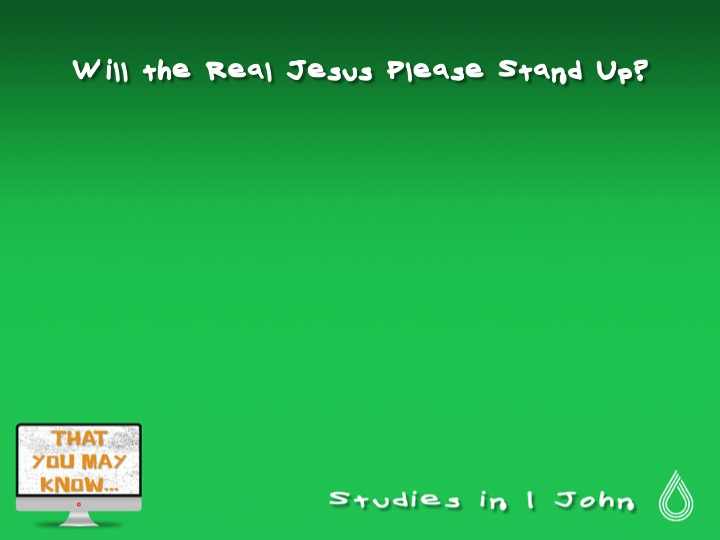 Will the Real Jesus Please Stand Up?
THAT
YOU MAY
KNOW...
Studies in 1 John